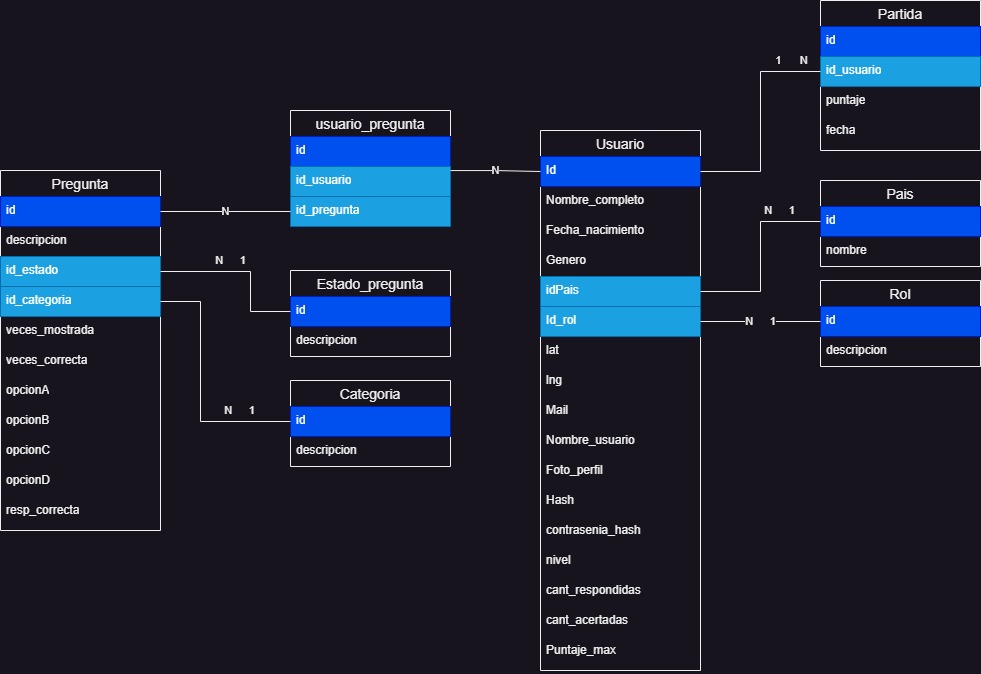 Pregunta
id
descripcion
id_estado
id_categoria
veces_mostrada
veces_correcta
opcionA
opcionB
opcionC
opcionD
resp_correcta
N
N 1
N 1
usuario_pregunta
id
id_usuario
id_pregunta
Estado_pregunta
id
descripcion
Categoria
id
descripcion
N
Usuario
Id
Nombre_completo
Fecha_nacimiento
Genero
idPais
Id_rol
lat
lng
Mail
Nombre_usuario
Foto_perfil
Hash
contrasenia_hash
nivel
cant_respondidas
cant_acertadas
Puntaje_max
1 N
N 1
N 1
Partida
id
id_usuario
puntaje
fecha
Pais
id
nombre
Rol
id
descripcion